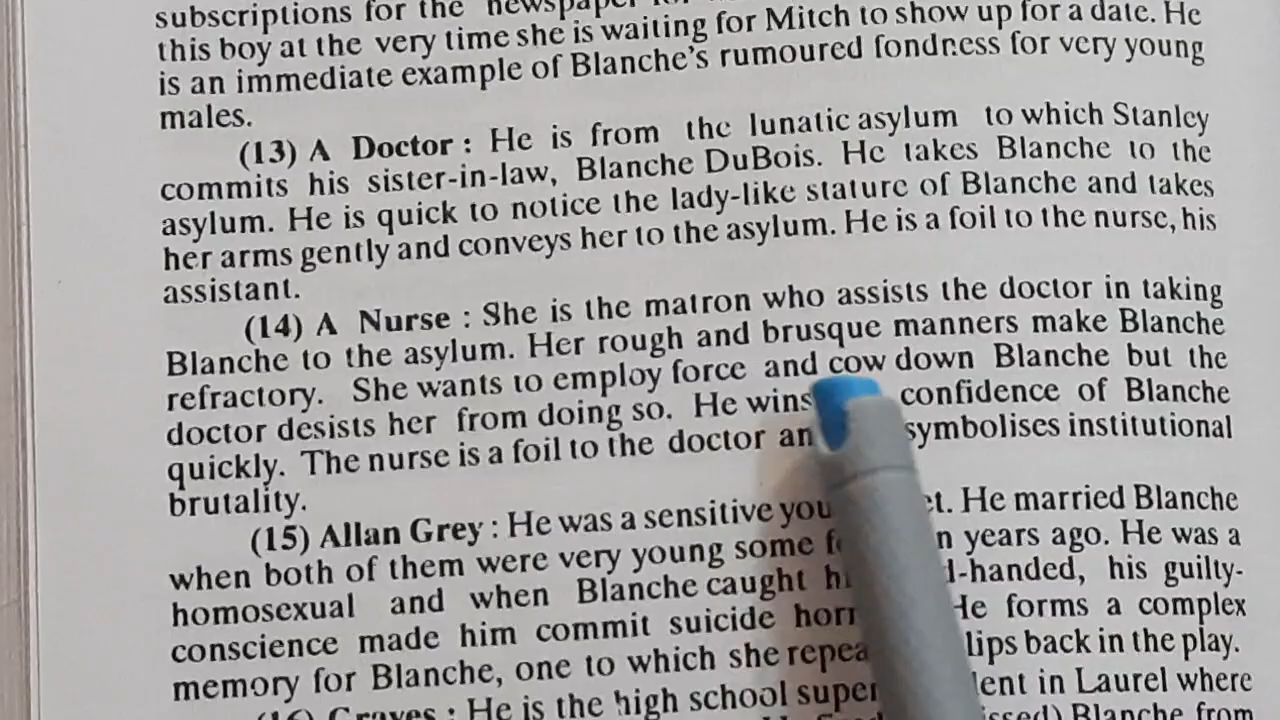 subscriptions for the newspaper
this boy at the very time she is waiting for Mitch to show up for a date. He
is an immediate example of Blanche's rumoured fondness for very young
males.
(13) A Doctor : He is from the lunatic asylum to which Stanley
commits his sister-in-law, Blanche DuBois. He takes Blanche to the
asylum. He is quick to notice the lady-like stature of Blanche and takes
her arms gently and conveys her to the asylum. He is a foil to the nurse, his
assistant.
(14) A Nurse : She is the matron who assists the doctor in taking
Blanche to the asylum. Her rough and brusque manners make Blanche
refractory. She wants to employ force and cow down Blanche but the
doctor desists her from doing so. He wins confidence of Blanche
quickly. The nurse is a foil to the doctor an symbolises institutional
brutality.
(15) Allan Grey : He was a sensitive you et. He married Blanche
when both of them were very young some f n years ago. He was a
homosexual and when Blanche caught h d-handed, his guilty-
conscience made him commit suicide horr He forms a complex
memory for Blanche, one to which she repea lips back in the play.
(16) Graves : He is the high school super dent in Laurel where
Blanche from